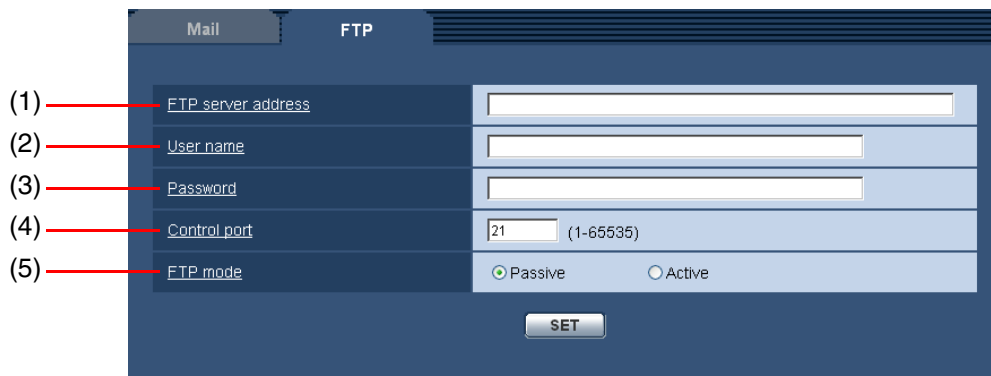 Mail FTP
(1) FTP server address
(2) User name
(3) Password
(4) Control port 21 (1-65535)
(5) FTP mode Passive Active
SET